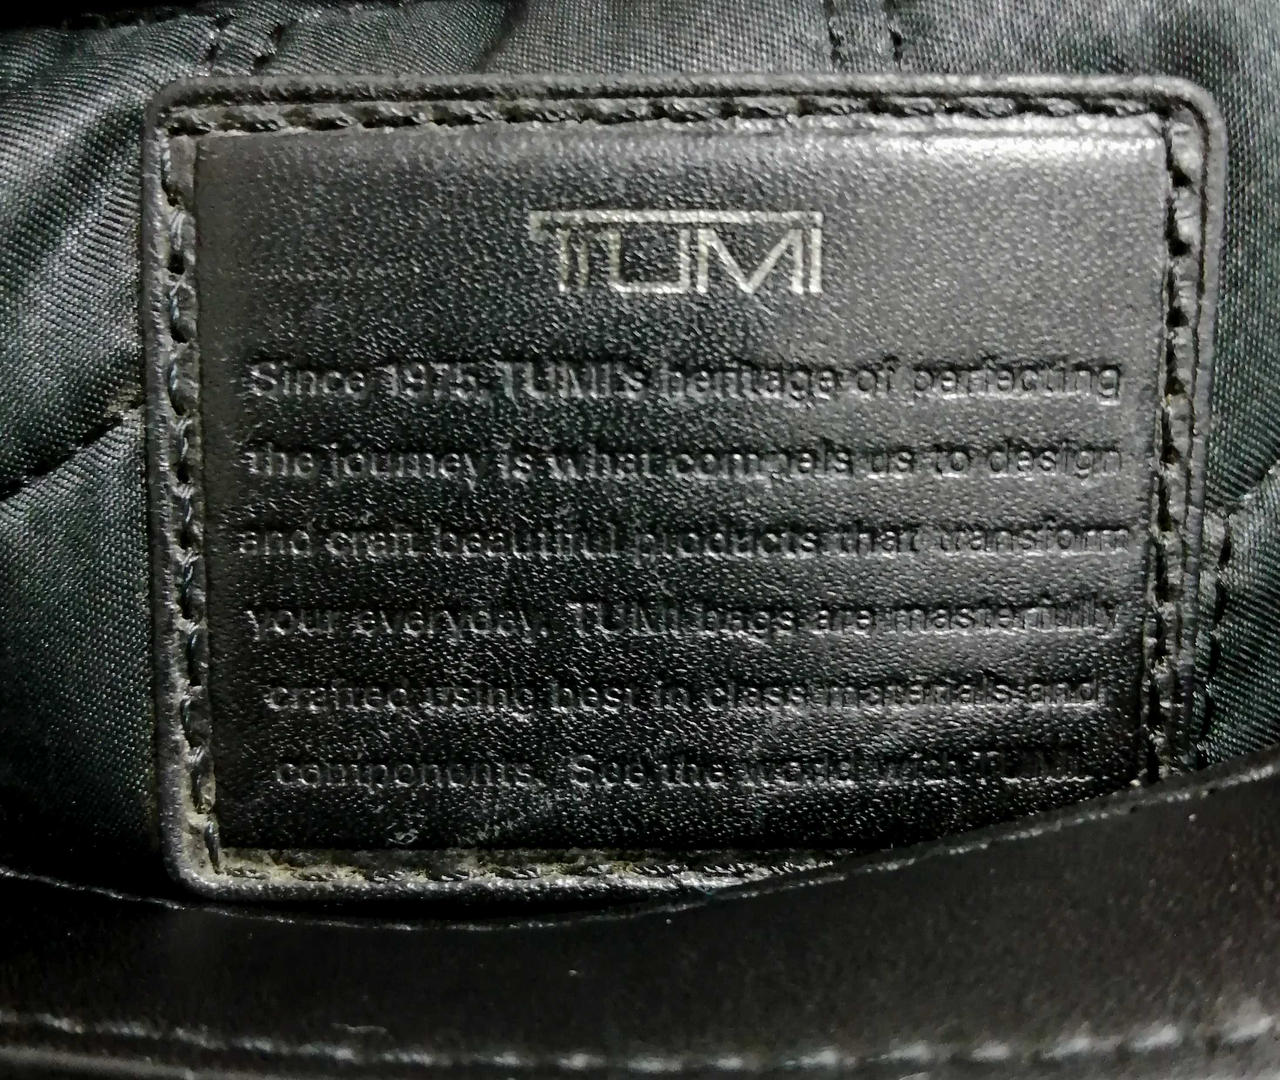 TUMI
Since 1975 TUMI's heritage of perfecting
the journey is what compels us to design
and craft beautiful products that transform
your everyday. TUMI bags are masterfully
crafted using best in class materials and
components. See the world with TUMI.